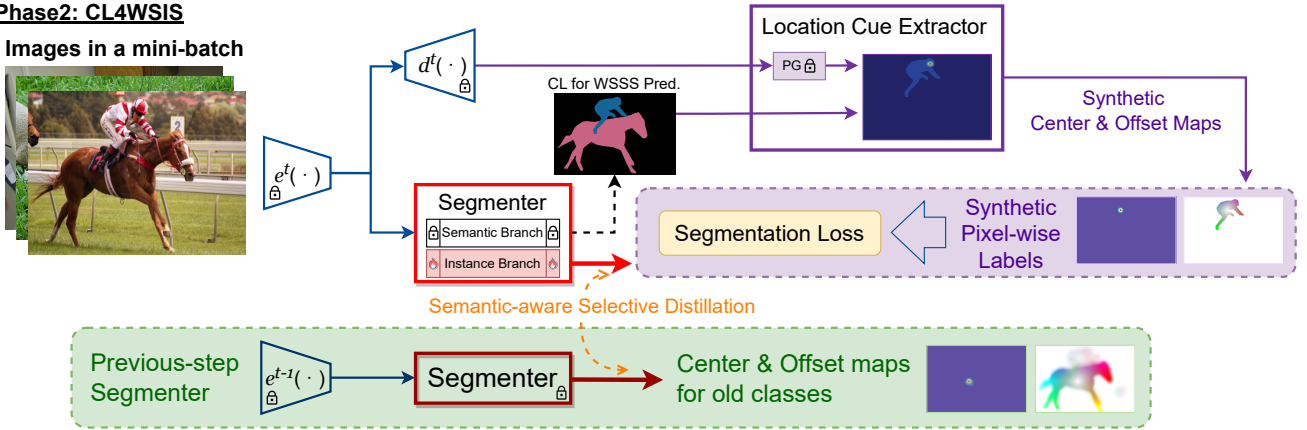 Phase2: CL4WSIS
Images in a mini-batch
2
e^t(·)
d^t(·)
CL for WSSS Pred.
Location Cue Extractor
PG
Synthetic
Center & Offset Maps
Segmenter
Semantic Branch
Instance Branch
Segmentation Loss
Synthetic
Pixel-wise
Labels
Semantic-aware Selective Distillation
Previous-step
Segmenter
e^{t-1}(·)
Segmenter
Center & Offset maps
for old classes